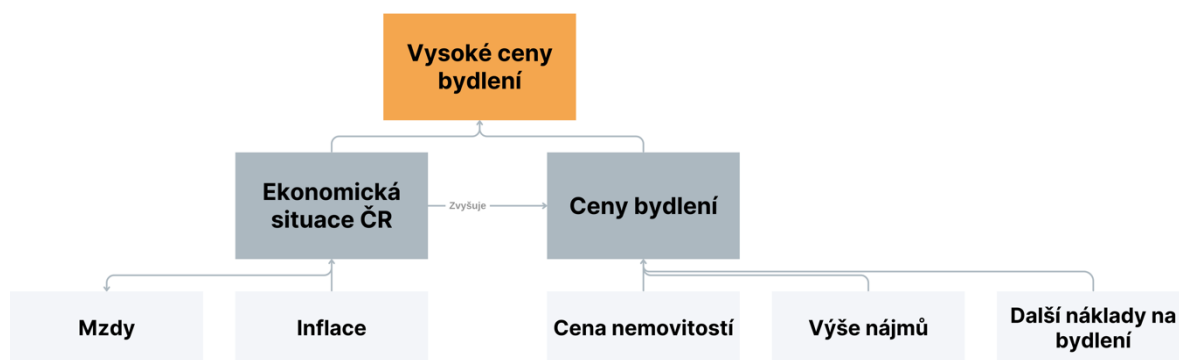 Vysoké ceny
bydlení
Ekonomická
situace ČR
Zvyšuje
Ceny bydlení
Mzdy
Inflace
Cena nemovitostí
Výše nájmů
Další náklady na
bydlení